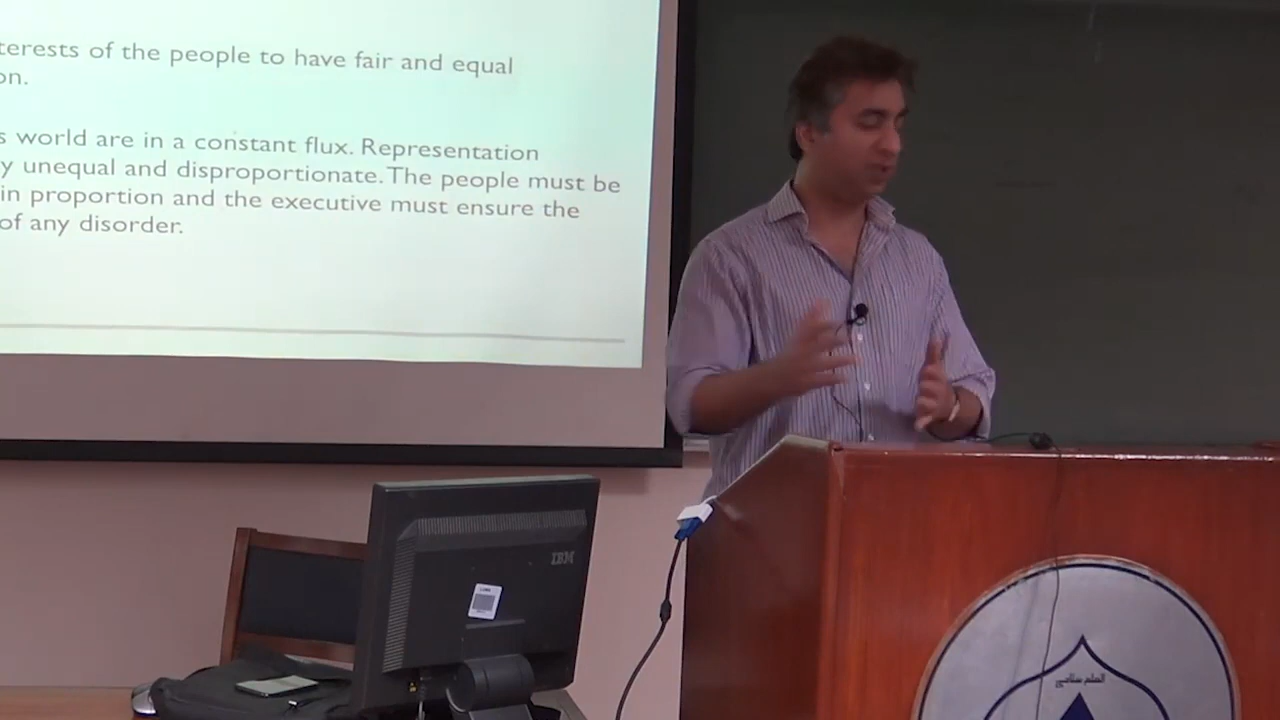 terests of the people to have fair and equal
on.
s world are in a constant flux. Representation
y unequal and disproportionate. The people must be
in proportion and the executive must ensure the
of any disorder.
IBM